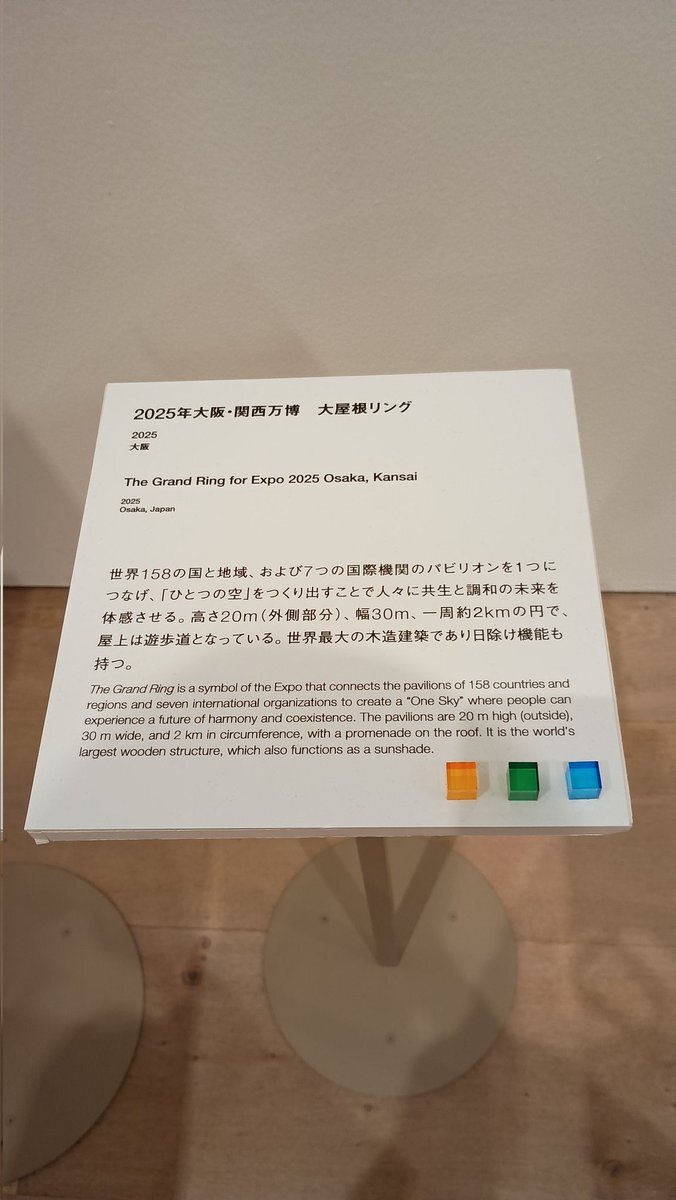 2025年大阪・関西万博　大屋根リング
2025
大阪
The Grand Ring for Expo 2025 Osaka, Kansai
2025
Osaka, Japan
世界158の国と地域、および7つの国際機関のパビリオンを1つに
つなげ、「ひとつの空」をつくり出すことで人々に共生と調和の未来を
体感させる。高さ20m（外側部分）、幅30m、一周約2kmの円で、
屋上は遊歩道となっている。世界最大の木造建築であり日除け機能も
持つ。
The Grand Ring is a symbol of the Expo that connects the pavilions of 158 countries and
regions and seven international organizations to create a “One Sky” where people can
experience a future of harmony and coexistence. The pavilions are 20 m high (outside),
30 m wide, and 2 km in circumference, with a promenade on the roof. It is the world's
largest wooden structure, which also functions as a sunshade.